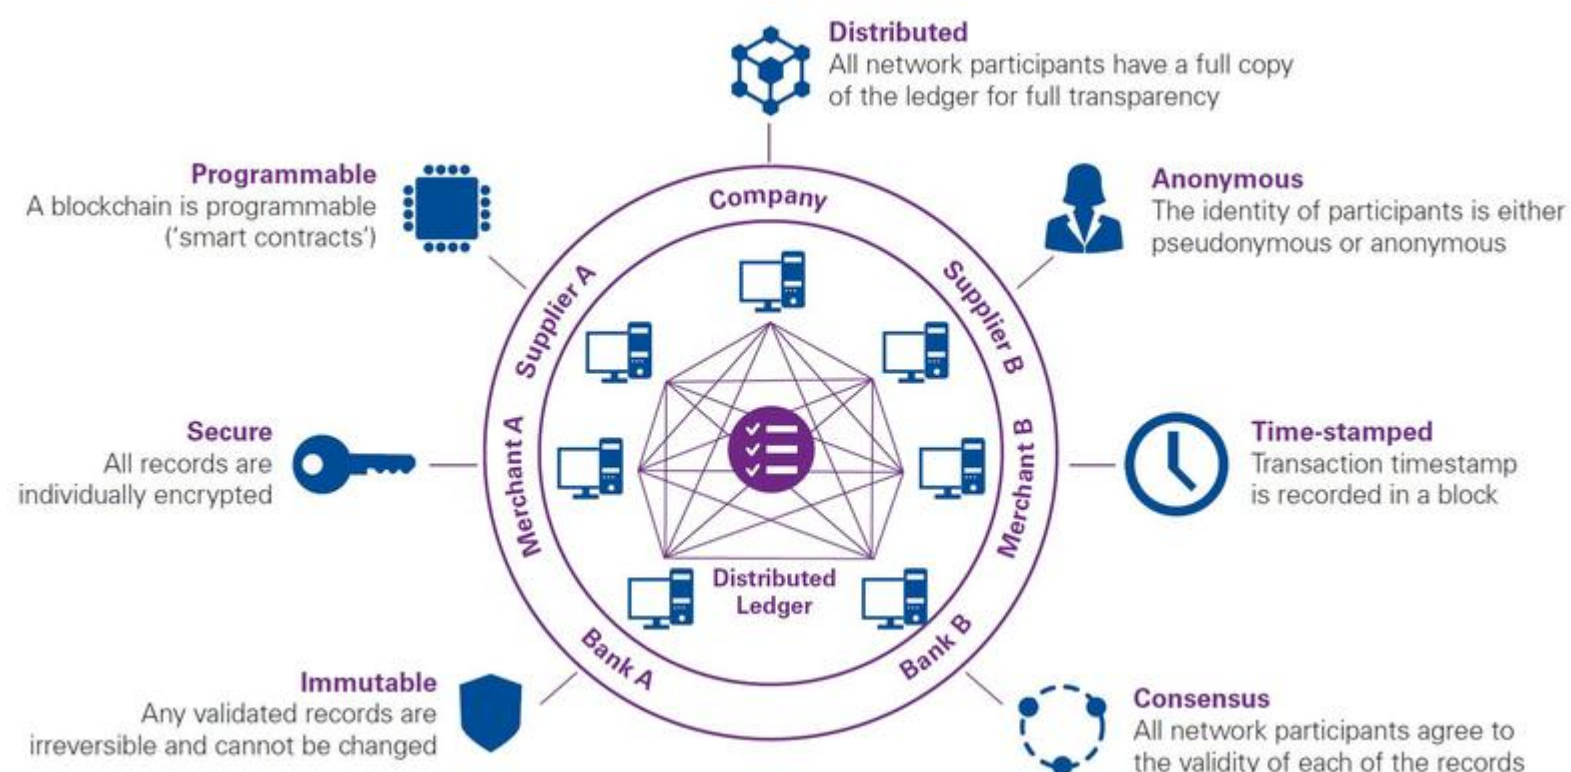 Distributed
All network participants have a full copy
of the ledger for full transparency
Programmable
A blockchain is programmable
(‘smart contracts’)
Anonymous
The identity of participants is either
pseudonymous or anonymous
Company
Supplier A
Supplier B
Merchant A
Merchant B
Bank A
Bank B
Distributed
Ledger
Secure
All records are
individually encrypted
Time-stamped
Transaction timestamp
is recorded in a block
Immutable
Any validated records are
irreversible and cannot be changed
Consensus
All network participants agree to
the validity of each of the records